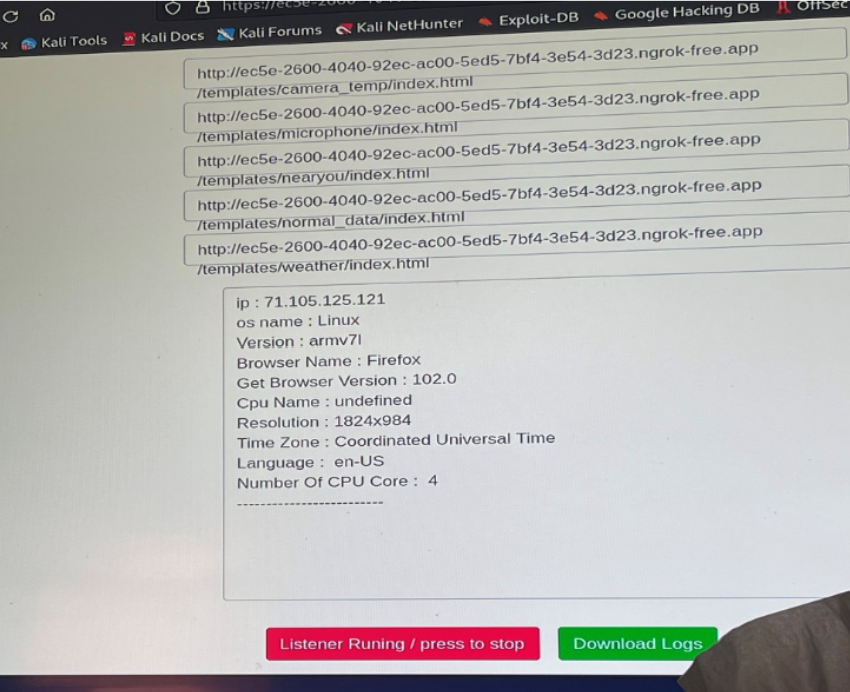 https://ec5e-2600-
Kali Tools Kali Docs Kali Forums Kali NetHunter Exploit-DB Google Hacking DB OffSec
http://ec5e-2600-4040-92ec-ac00-5ed5-7bf4-3e54-3d23.ngrok-free.app
/templates/camera_temp/index.html
http://ec5e-2600-4040-92ec-ac00-5ed5-7bf4-3e54-3d23.ngrok-free.app
/templates/microphone/index.html
http://ec5e-2600-4040-92ec-ac00-5ed5-7bf4-3e54-3d23.ngrok-free.app
/templates/nearyou/index.html
http://ec5e-2600-4040-92ec-ac00-5ed5-7bf4-3e54-3d23.ngrok-free.app
/templates/normal_data/index.html
http://ec5e-2600-4040-92ec-ac00-5ed5-7bf4-3e54-3d23.ngrok-free.app
/templates/weather/index.html
ip : 71.105.125.121
os name : Linux
Version : armv7l
Browser Name : Firefox
Get Browser Version : 102.0
Cpu Name : undefined
Resolution : 1824x984
Time Zone : Coordinated Universal Time
Language : en-US
Number Of CPU Core : 4
-------------------------
Listener Runing / press to stop
Download Logs